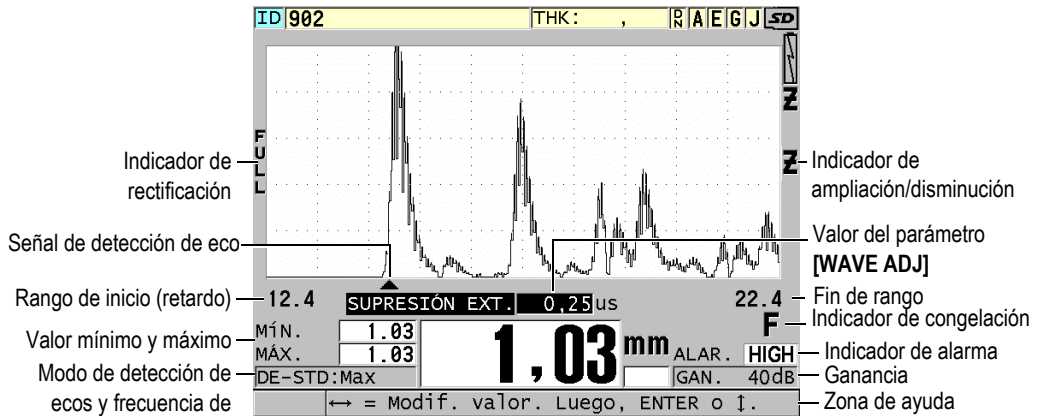 ID 902 THK: , DN A E G J SD
Z
FULL
Indicador de
rectificación
Z
Indicador de
ampliación/disminución
Señal de detección de eco
Valor del parámetro
[WAVE ADJ]
Rango de inicio (retardo)
12.4
SUPRESIÓN EXT. 0,25 us
22.4
Fin de rango
F
Indicador de congelación
Valor mínimo y máximo
MÍN. 1.03
MÁX. 1.03
1,03 mm
ALAR. HIGH
Indicador de alarma
Modo de detección de
ecos y frecuencia de
DE-STD:Max
GAN. 40dB
Ganancia
↔ = Modif. valor. Luego, ENTER o ↕.
Zona de ayuda